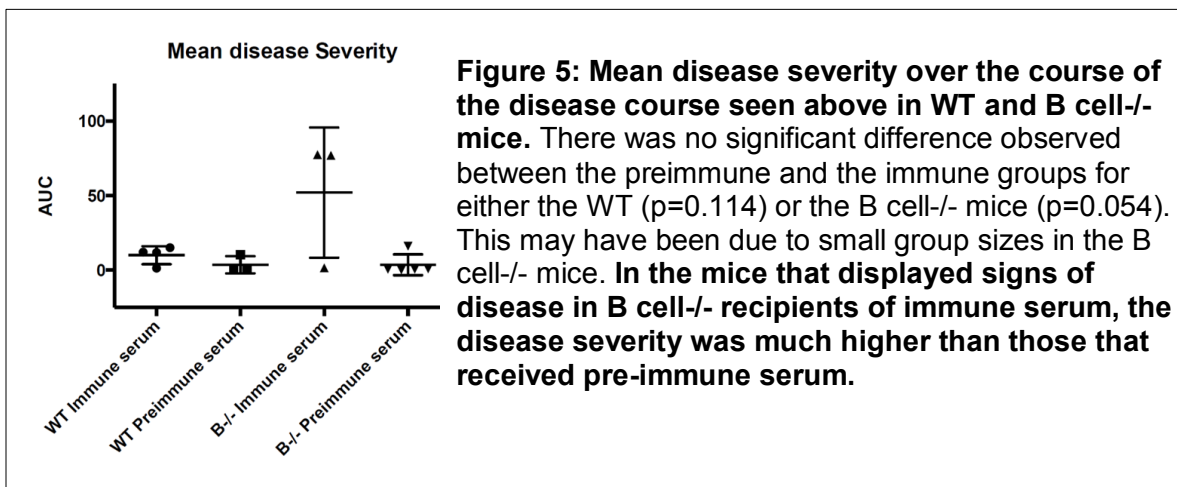 Mean disease Severity
100
50
0
AUC
WT Immune serum
WT Preimmune serum
B-/- Immune serum
B-/- Preimmune serum
Figure 5: Mean disease severity over the course of
the disease course seen above in WT and B cell-/-
mice. There was no significant difference observed
between the preimmune and the immune groups for
either the WT (p=0.114) or the B cell-/- mice (p=0.054).
This may have been due to small group sizes in the B
cell-/- mice. In the mice that displayed signs of
disease in B cell-/- recipients of immune serum, the
disease severity was much higher than those that
received pre-immune serum.